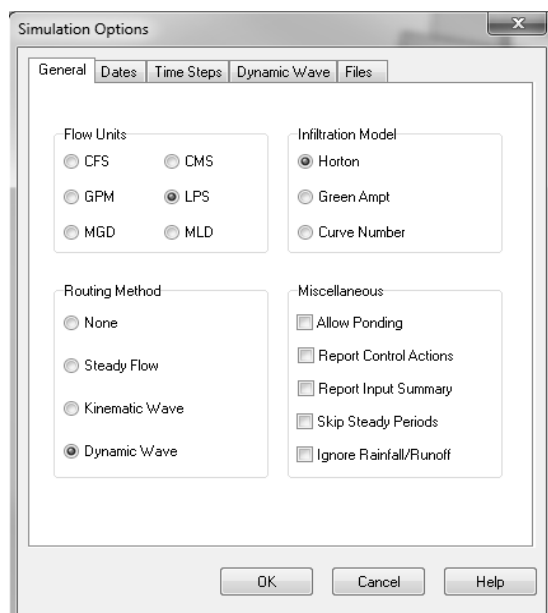 Simulation Options
General Dates Time Steps Dynamic Wave Files
Flow Units
CFS CMS
GPM LPS
MGD MLD
Infiltration Model
Horton
Green Ampt
Curve Number
Routing Method
None
Steady Flow
Kinematic Wave
Dynamic Wave
Miscellaneous
Allow Ponding
Report Control Actions
Report Input Summary
Skip Steady Periods
Ignore Rainfall/Runoff
OK Cancel Help